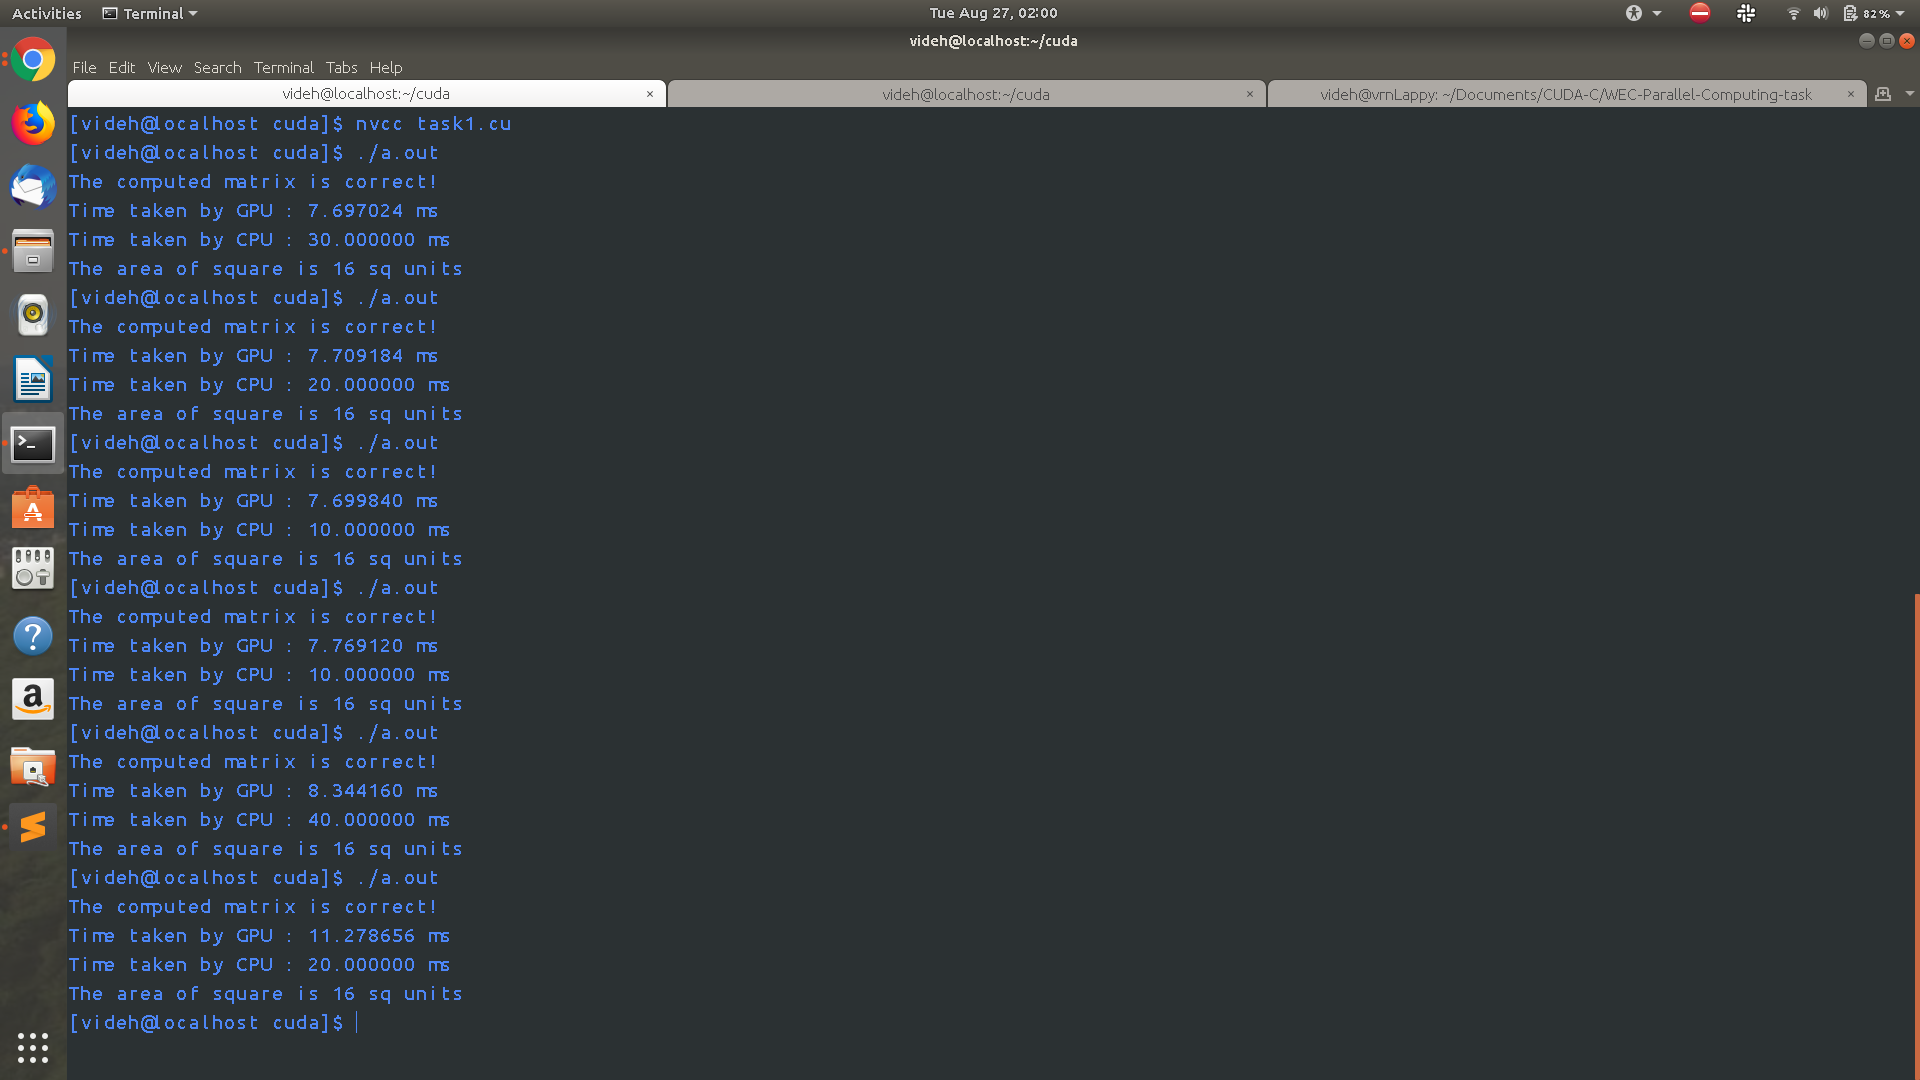 Activities Terminal Tue Aug 27, 02:00 82%
videh@localhost:~/cuda
File Edit View Search Terminal Tabs Help
videh@localhost:~/cuda × videh@localhost:~/cuda × videh@vrnLappy: ~/Documents/CUDA-C/WEC-Parallel-Computing-task ×
[videh@localhost cuda]$ nvcc task1.cu
[videh@localhost cuda]$ ./a.out
The computed matrix is correct!
Time taken by GPU : 7.697024 ms
Time taken by CPU : 30.000000 ms
The area of square is 16 sq units
[videh@localhost cuda]$ ./a.out
The computed matrix is correct!
Time taken by GPU : 7.709184 ms
Time taken by CPU : 20.000000 ms
The area of square is 16 sq units
[videh@localhost cuda]$ ./a.out
The computed matrix is correct!
Time taken by GPU : 7.699840 ms
Time taken by CPU : 10.000000 ms
The area of square is 16 sq units
[videh@localhost cuda]$ ./a.out
The computed matrix is correct!
Time taken by GPU : 7.769120 ms
Time taken by CPU : 10.000000 ms
The area of square is 16 sq units
[videh@localhost cuda]$ ./a.out
The computed matrix is correct!
Time taken by GPU : 8.344160 ms
Time taken by CPU : 40.000000 ms
The area of square is 16 sq units
[videh@localhost cuda]$ ./a.out
The computed matrix is correct!
Time taken by GPU : 11.278656 ms
Time taken by CPU : 20.000000 ms
The area of square is 16 sq units
[videh@localhost cuda]$